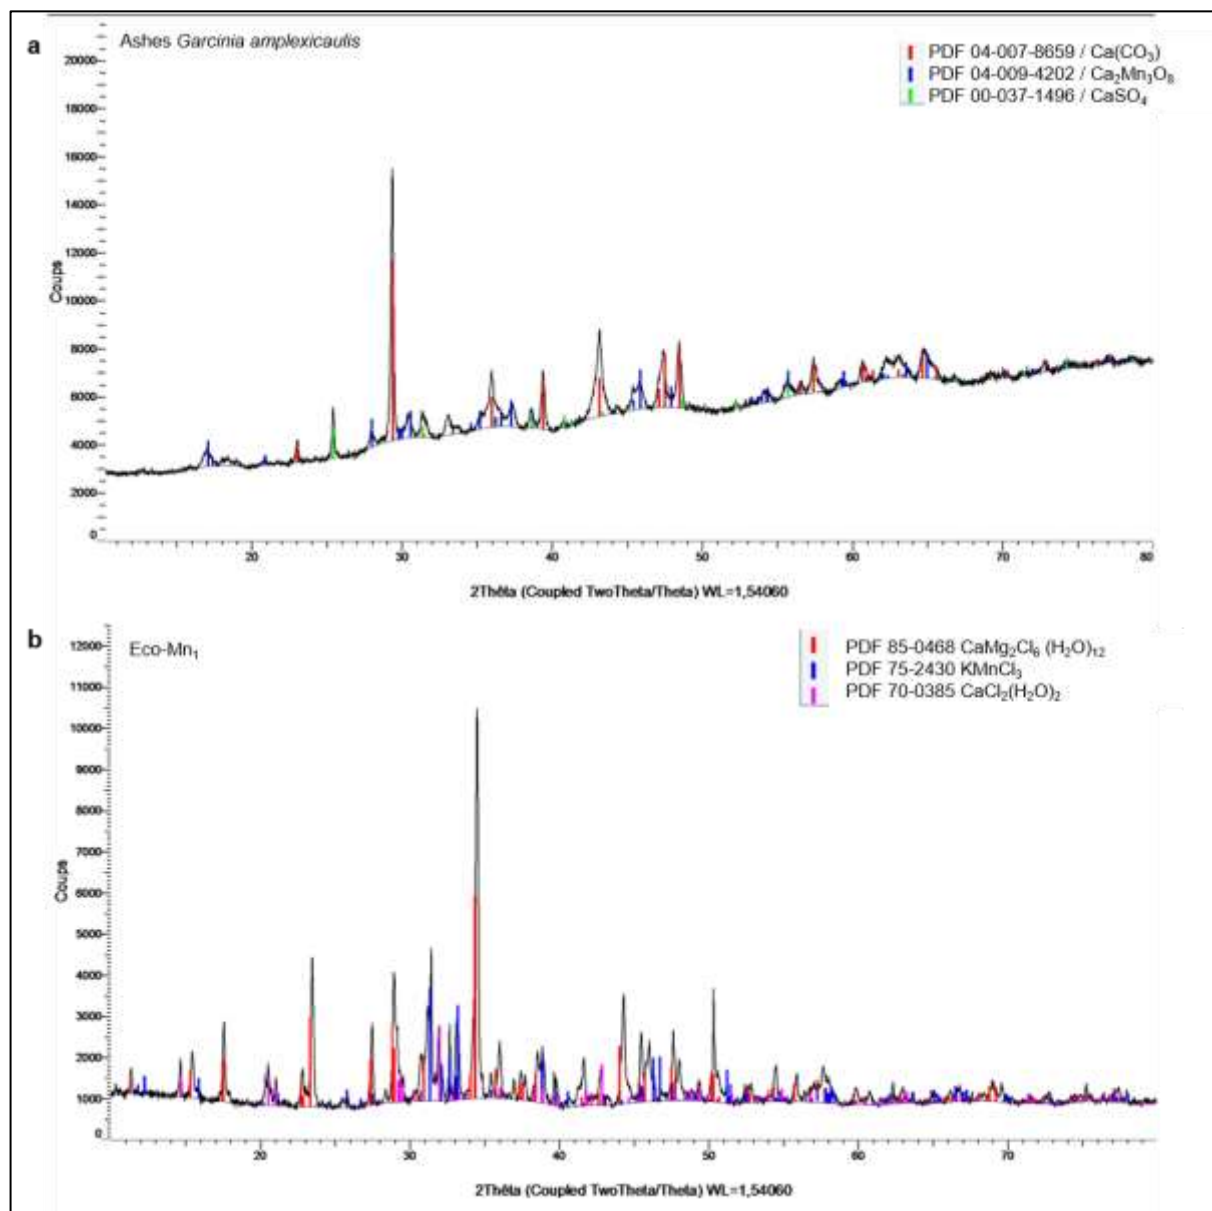 a
Ashes Garcinia amplexicaulis
PDF 04-007-8659 / Ca(CO₃)
PDF 04-009-4202 / Ca₂Mn₃O₈
PDF 00-037-1496 / CaSO₄
Coups
20000
18000
16000
14000
12000
10000
8000
6000
4000
2000
0
20
30
40
50
60
70
80
2Thêta (Coupled TwoTheta/Theta) WL=1,54060
b
Eco-Mn₁
PDF 85-0468 CaMg₂Cl₆ (H₂O)₁₂
PDF 75-2430 KMnCl₃
PDF 70-0385 CaCl₂(H₂O)₂
Coups
12000
11000
10000
9000
8000
7000
6000
5000
4000
3000
2000
1000
0
20
30
40
50
60
70
2Thêta (Coupled TwoTheta/Theta) WL=1,54060